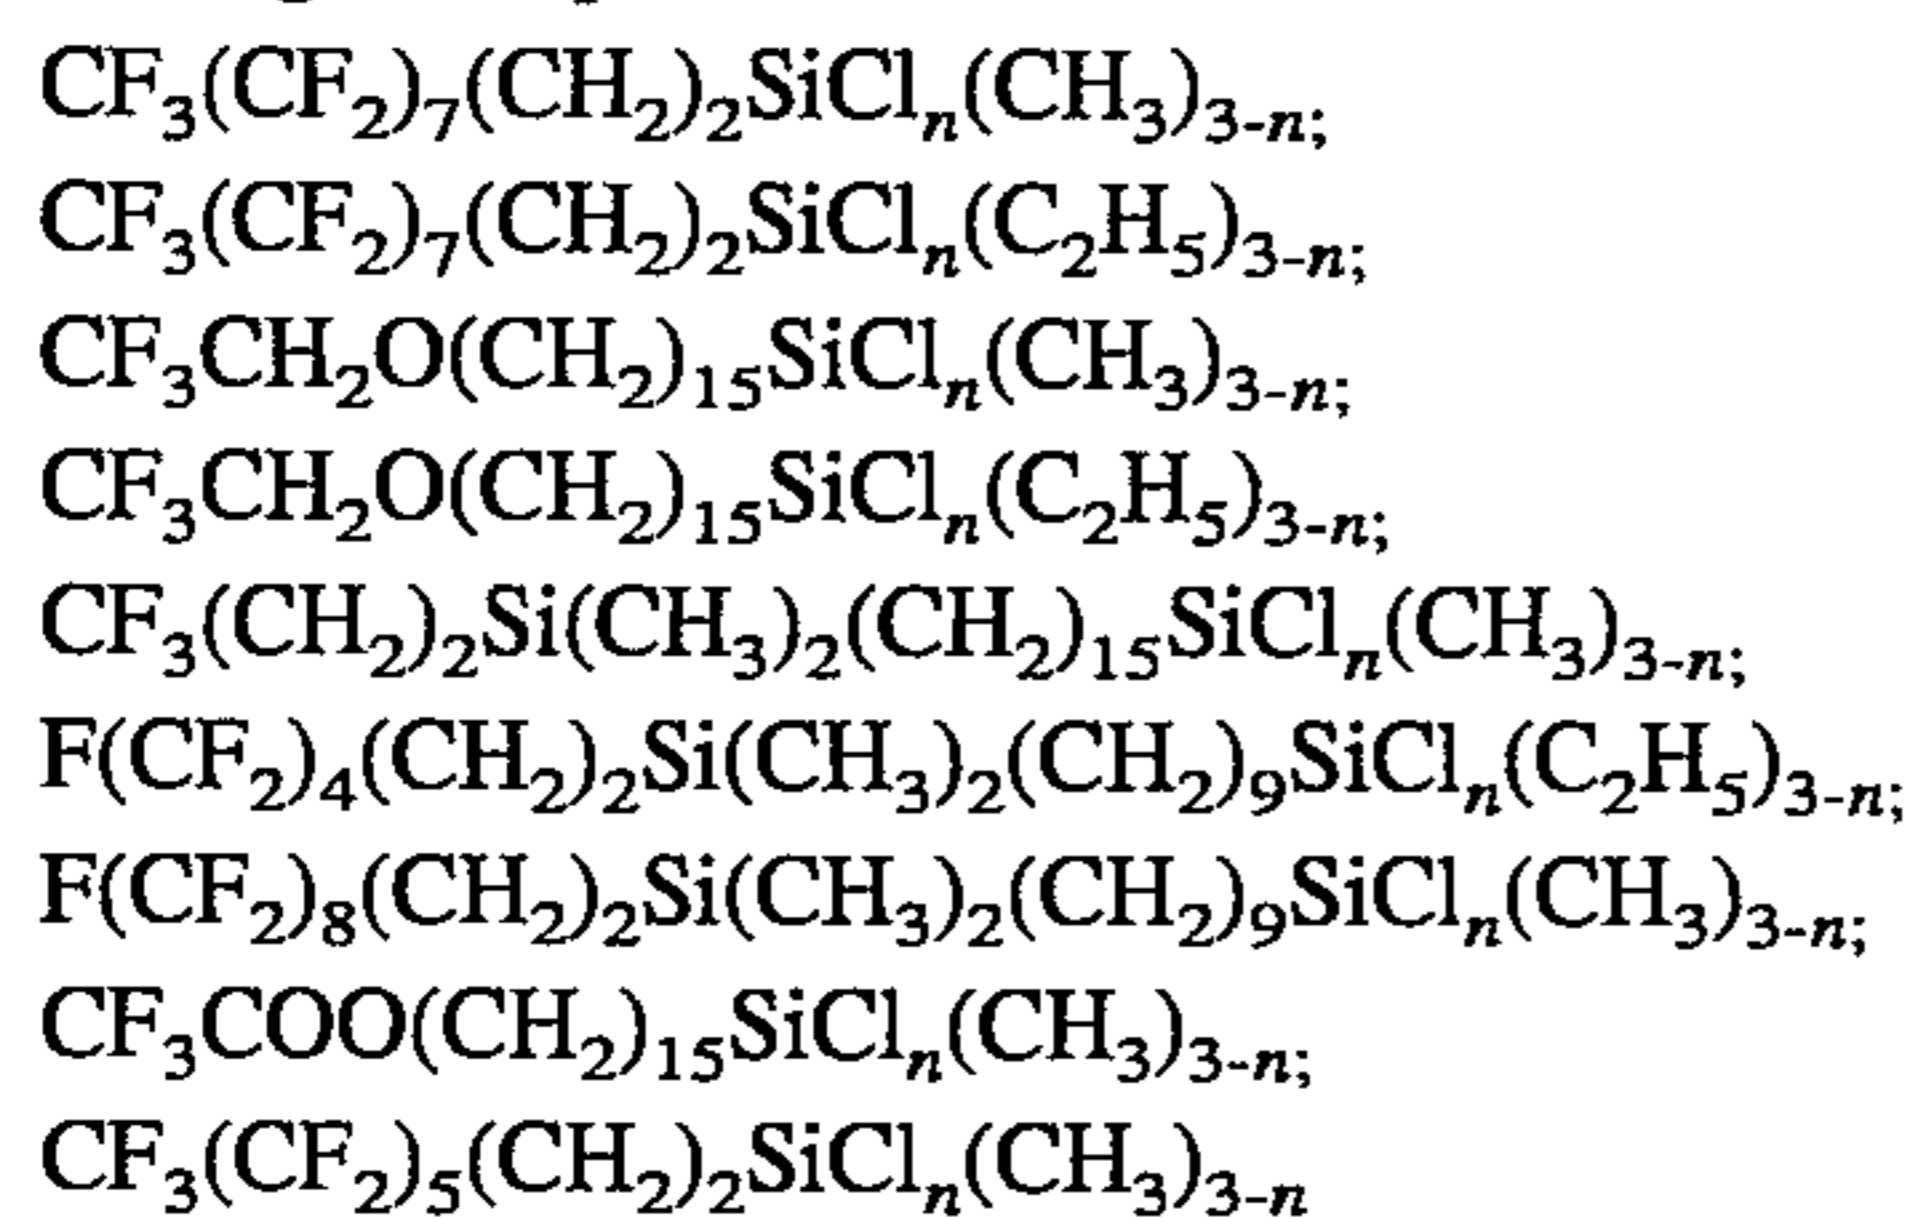 CF₃(CF₂)₇(CH₂)₂SiClₙ(CH₃)₃₋ₙ;
CF₃(CF₂)₇(CH₂)₂SiClₙ(C₂H₅)₃₋ₙ;
CF₃CH₂O(CH₂)₁₅SiClₙ(CH₃)₃₋ₙ;
CF₃CH₂O(CH₂)₁₅SiClₙ(C₂H₅)₃₋ₙ;
CF₃(CH₂)₂Si(CH₃)₂(CH₂)₁₅SiClₙ(CH₃)₃₋ₙ;
F(CF₂)₄(CH₂)₂Si(CH₃)₂(CH₂)₉SiClₙ(C₂H₅)₃₋ₙ;
F(CF₂)₈(CH₂)₂Si(CH₃)₂(CH₂)₉SiClₙ(CH₃)₃₋ₙ;
CF₃COO(CH₂)₁₅SiClₙ(CH₃)₃₋ₙ;
CF₃(CF₂)₅(CH₂)₂SiClₙ(CH₃)₃₋ₙ